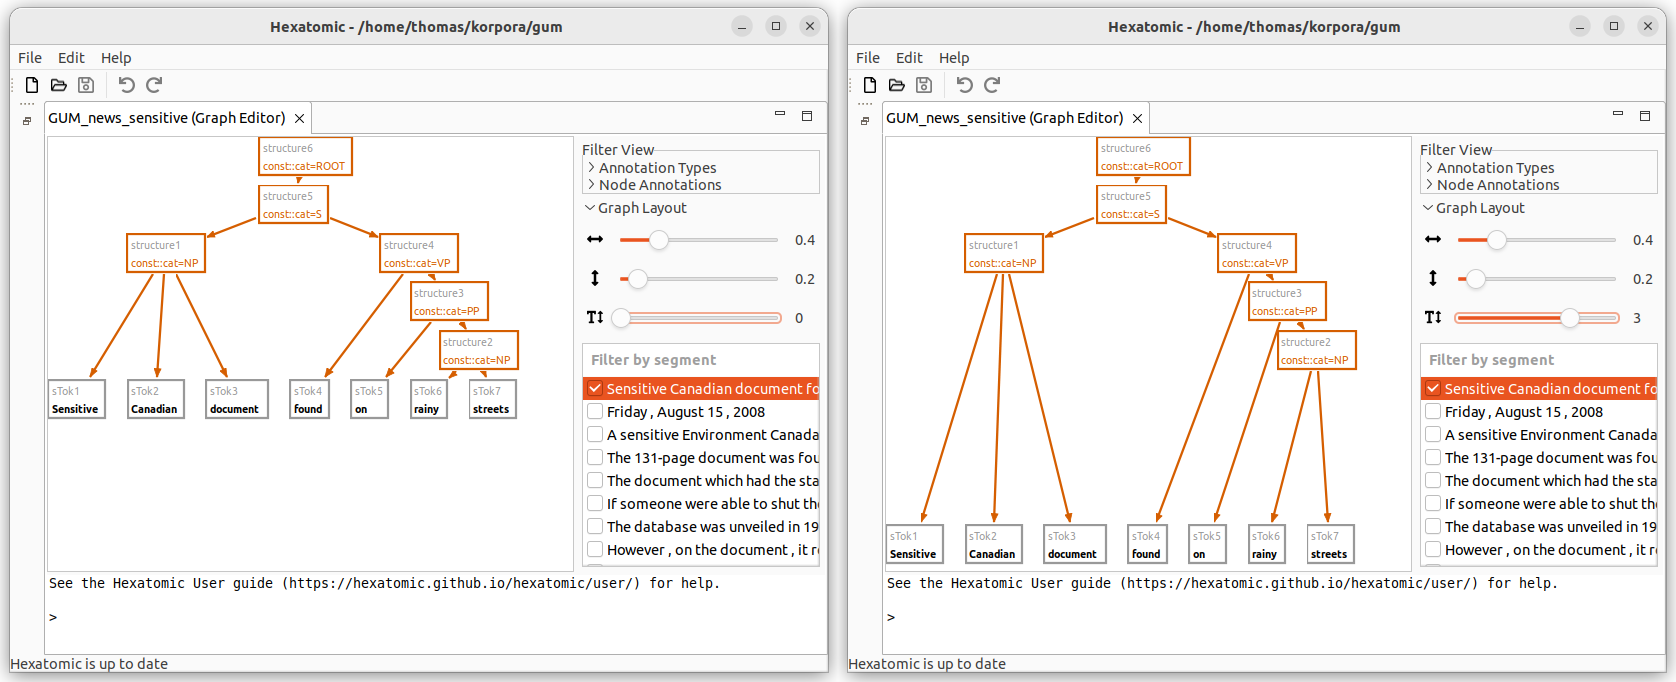 Hexatomic - /home/thomas/korpora/gum
File Edit Help
GUM_news_sensitive (Graph Editor)
structure6
const::cat=ROOT
structure5
const::cat=S
structure1
const::cat=NP
structure4
const::cat=VP
structure3
const::cat=PP
structure2
const::cat=NP
sTok1
Sensitive
sTok2
Canadian
sTok3
document
sTok4
found
sTok5
on
sTok6
rainy
sTok7
streets
Filter View
Annotation Types
Node Annotations
Graph Layout
0.4
0.2
T 0
Filter by segment
Sensitive Canadian document fo
Friday , August 15 , 2008
A sensitive Environment Canada
The 131-page document was fou
The document which had the sta
If someone were able to shut the
The database was unveiled in 19
However , on the document , it r
See the Hexatomic User guide (https://hexatomic.github.io/hexatomic/user/) for help.
>
Hexatomic is up to date
Hexatomic - /home/thomas/korpora/gum
File Edit Help
GUM_news_sensitive (Graph Editor)
structure6
const::cat=ROOT
structure5
const::cat=S
structure1
const::cat=NP
structure4
const::cat=VP
structure3
const::cat=PP
structure2
const::cat=NP
sTok1
Sensitive
sTok2
Canadian
sTok3
document
sTok4
found
sTok5
on
sTok6
rainy
sTok7
streets
Filter View
Annotation Types
Node Annotations
Graph Layout
0.4
0.2
T 3
Filter by segment
Sensitive Canadian document fo
Friday , August 15 , 2008
A sensitive Environment Canada
The 131-page document was fou
The document which had the sta
If someone were able to shut the
The database was unveiled in 19
However , on the document , it r
See the Hexatomic User guide (https://hexatomic.github.io/hexatomic/user/) for help.
>
Hexatomic is up to date